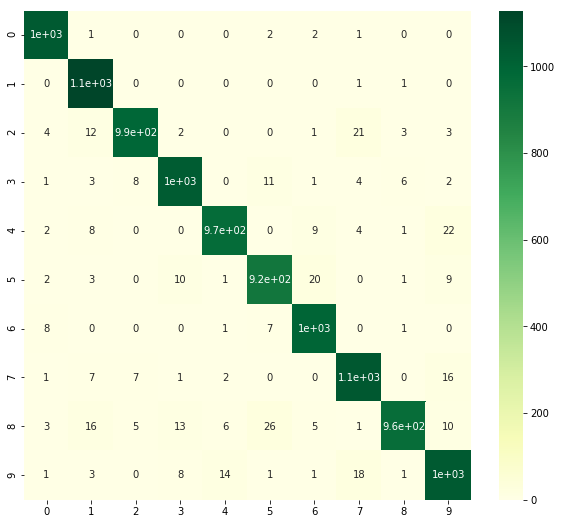 0 1e+03 1 0 0 0 2 2 1 0 0
1 0 1.1e+03 0 0 0 0 0 1 1 0
2 4 12 9.9e+02 2 0 0 1 21 3 3
3 1 3 8 1e+03 0 11 1 4 6 2
4 2 8 0 0 9.7e+02 0 9 4 1 22
5 2 3 0 10 1 9.2e+02 20 0 1 9
6 8 0 0 0 1 7 1e+03 0 1 0
7 1 7 7 1 2 0 0 1.1e+03 0 16
8 3 16 5 13 6 26 5 1 9.6e+02 10
9 1 3 0 8 14 1 1 18 1 1e+03
0 1 2 3 4 5 6 7 8 9
1000
800
600
400
200
0